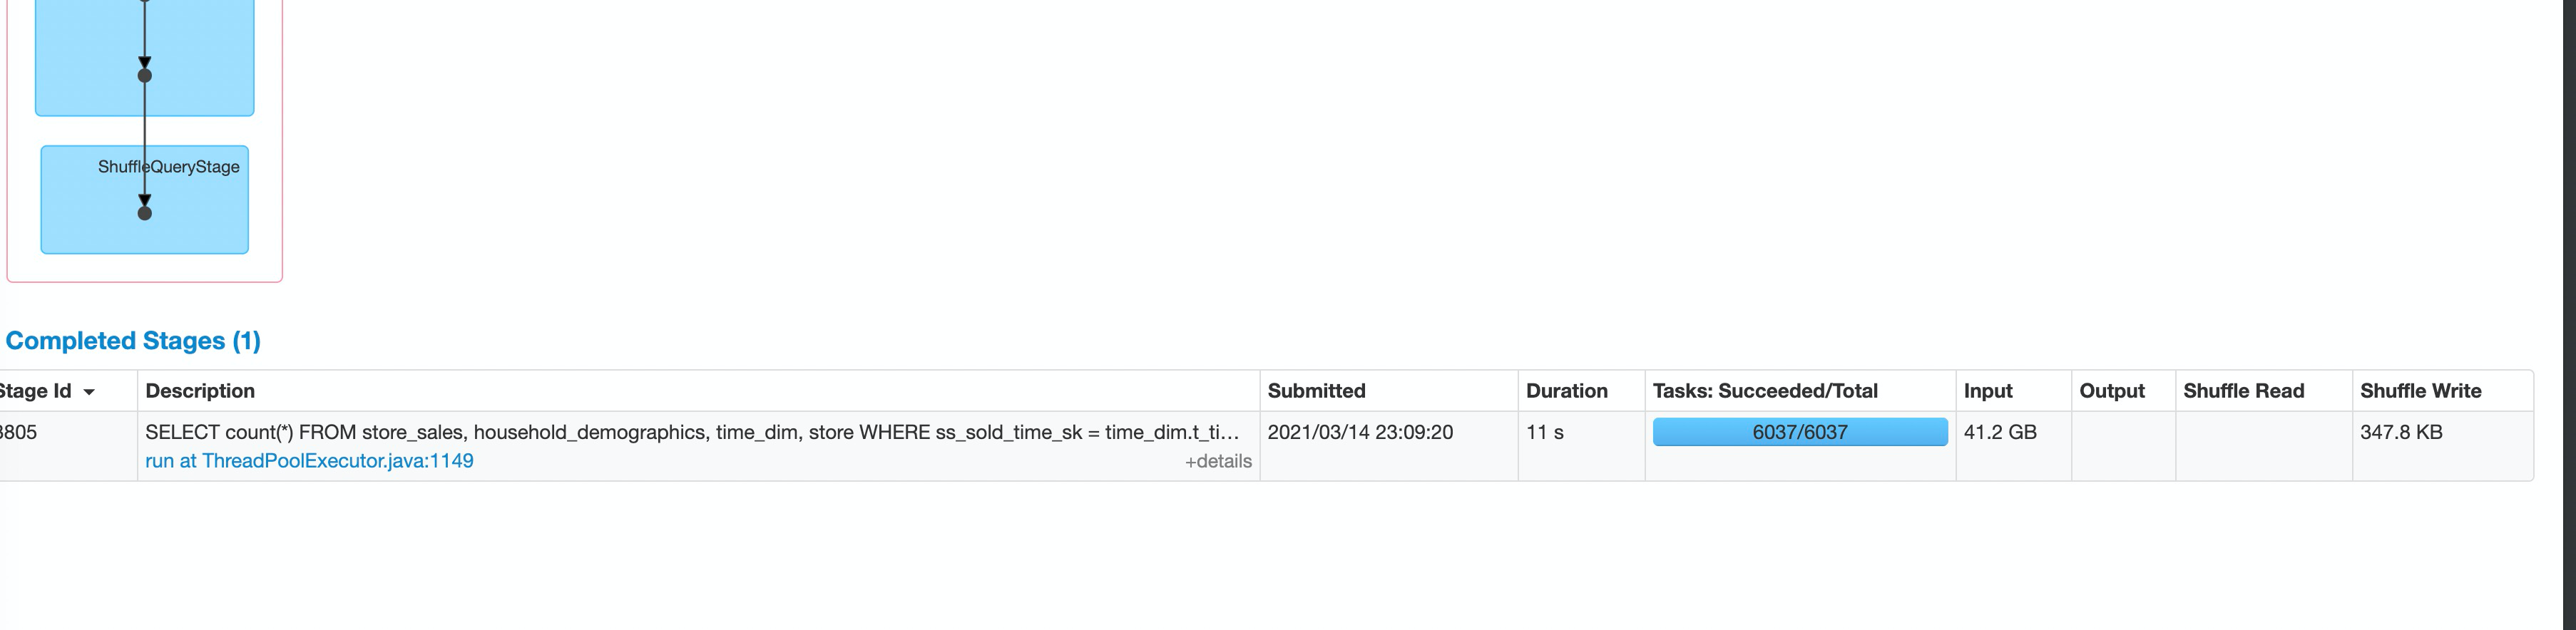 ShuffleQueryStage
Completed Stages (1)
Stage Id Description Submitted Duration Tasks: Succeeded/Total Input Output Shuffle Read Shuffle Write
805 SELECT count(*) FROM store_sales, household_demographics, time_dim, store WHERE ss_sold_time_sk = time_dim.t_ti... 2021/03/14 23:09:20 11 s 6037/6037 41.2 GB 347.8 KB
run at ThreadPoolExecutor.java:1149 +details